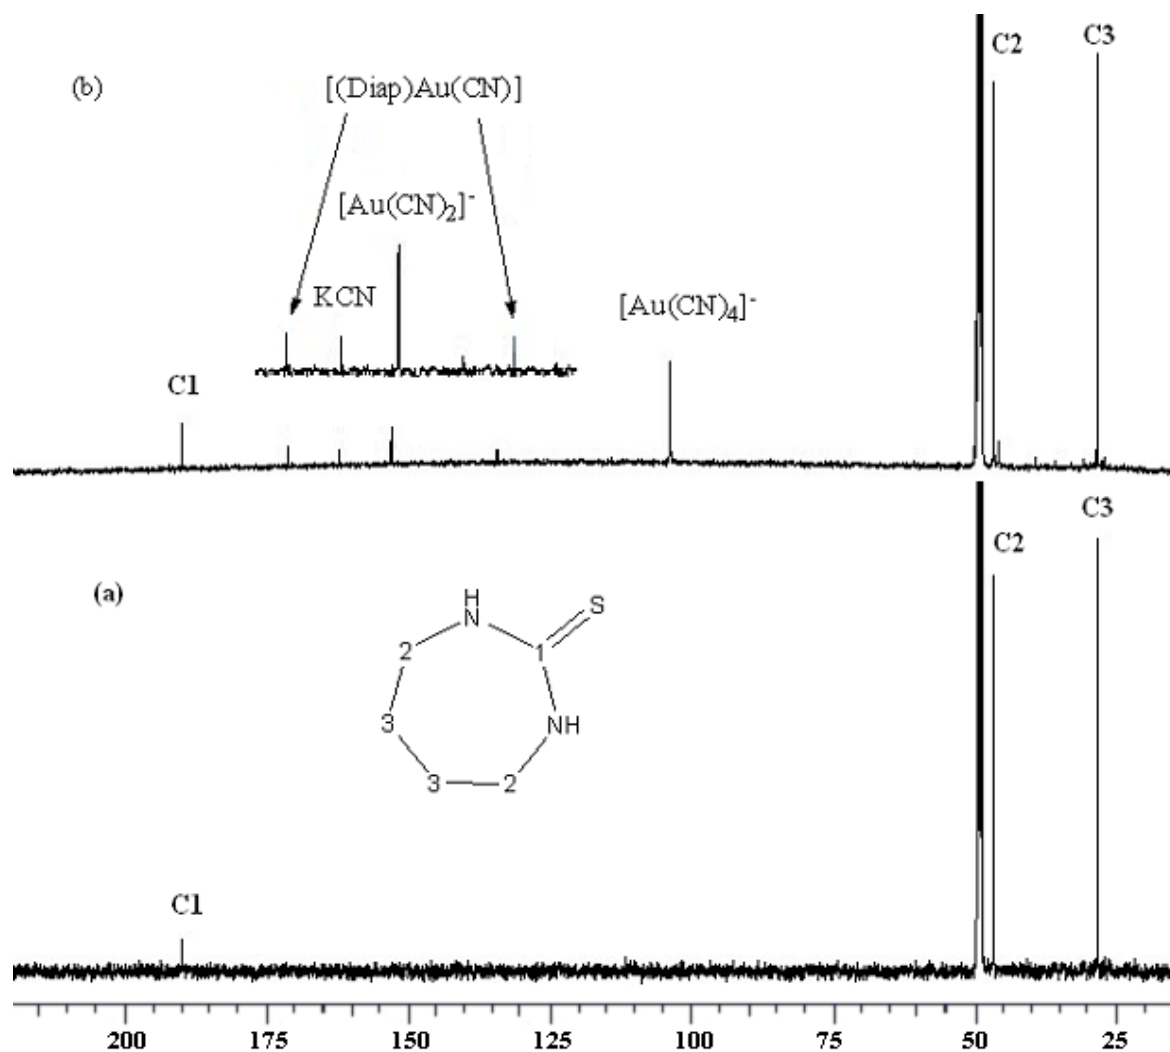 C2
C3
(b)
[(Diap)Au(CN)]
[Au(CN)2]-
KCN
[Au(CN)4]-
C1
C3
C2
(a)
H
N
S
2
1
3
NH
3
2
C1
200 175 150 125 100 75 50 25